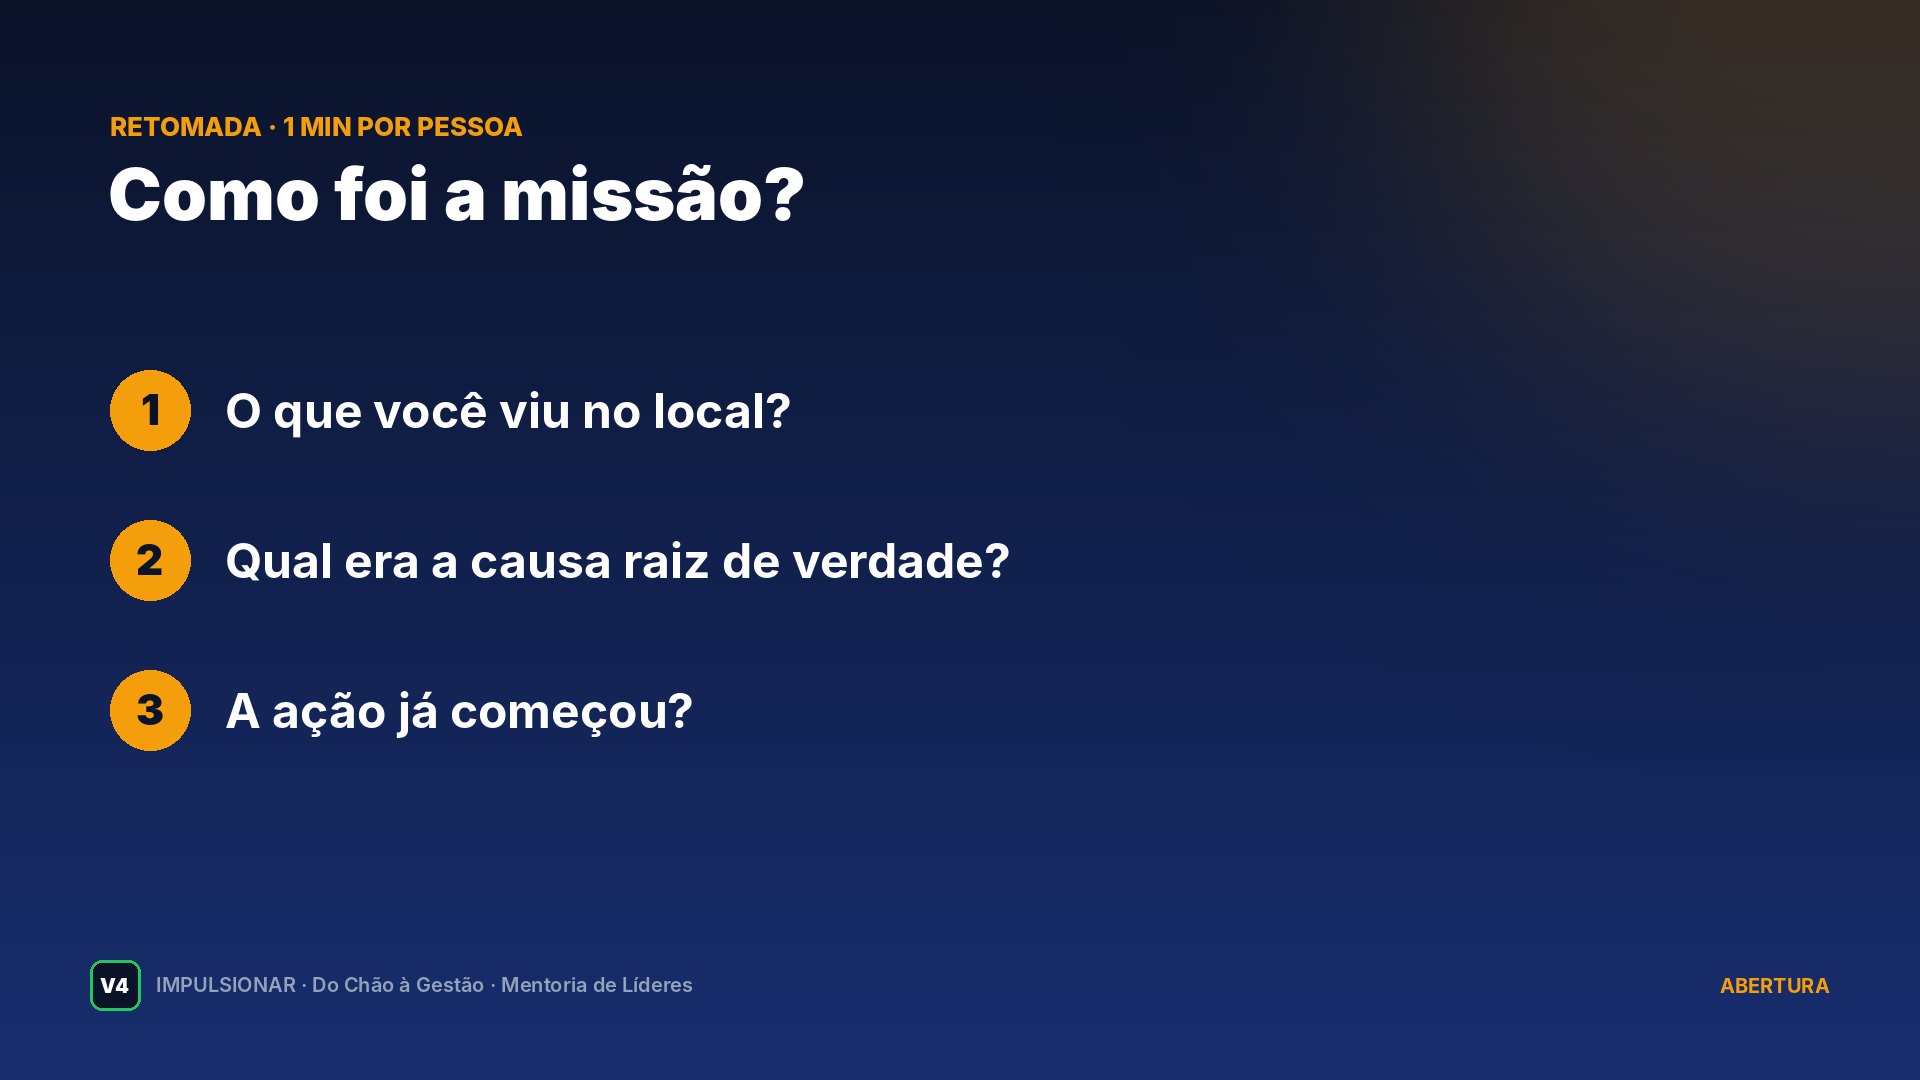 RETOMADA · 1 MIN POR PESSOA
Como foi a missão?
1 O que você viu no local?
2 Qual era a causa raiz de verdade?
3 A ação já começou?
V4 IMPULSIONAR · Do Chão à Gestão · Mentoria de Líderes
ABERTURA